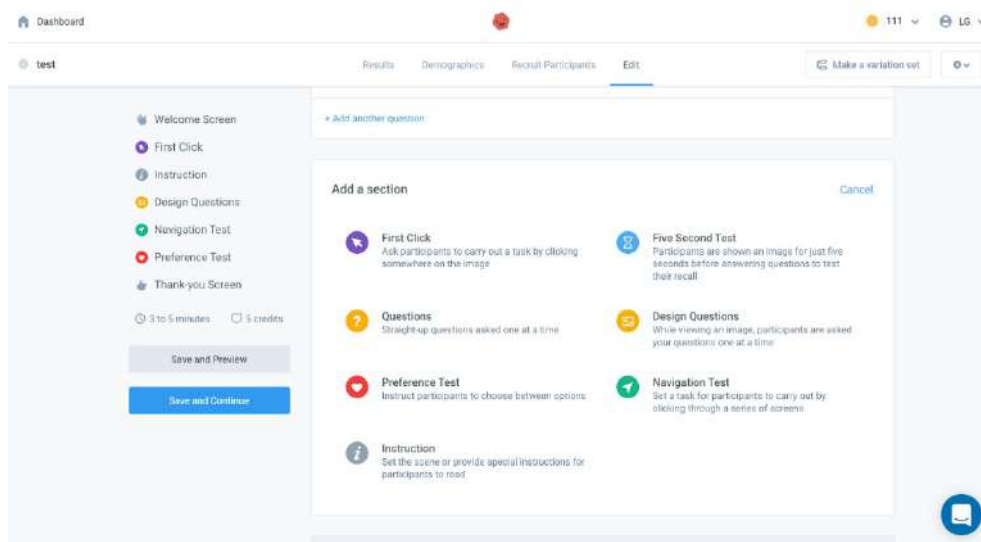 Dashboard
111
LG
test
Results
Demographics
Recruit Participants
Edit
Make a variation set
Welcome Screen
First Click
Instruction
Design Questions
Navigation Test
Preference Test
Thank-you Screen
3 to 5 minutes
5 credits
Save and Preview
Save and Continue
+ Add another question
Add a section
Cancel
First Click
Ask participants to carry out a task by clicking
somewhere on the image
Five Second Test
Participants are shown an image for just five
seconds before answering questions to test
their recall
Questions
Straight-up questions asked one at a time
Design Questions
While viewing an image, participants are asked
your questions one at a time
Preference Test
Instruct participants to choose between options
Navigation Test
Set a task for participants to carry out by
clicking through a series of screens
Instruction
Set the scene or provide special instructions for
participants to read